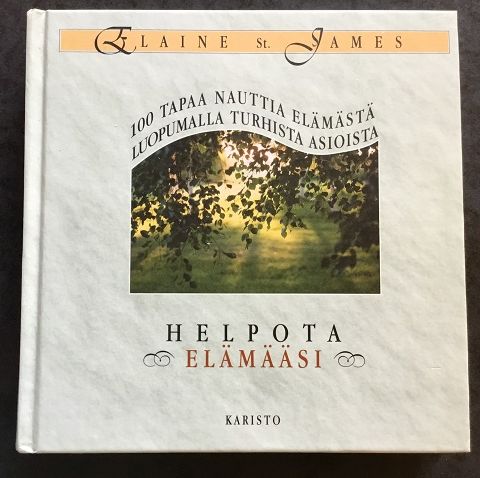 ELAINE St. JAMES
100 TAPAA NAUTTIA ELÄMÄSTÄ
LUOPUMALLA TURHISTA ASIOISTA
HELPOTA
ELÄMÄÄSI
KARISTO